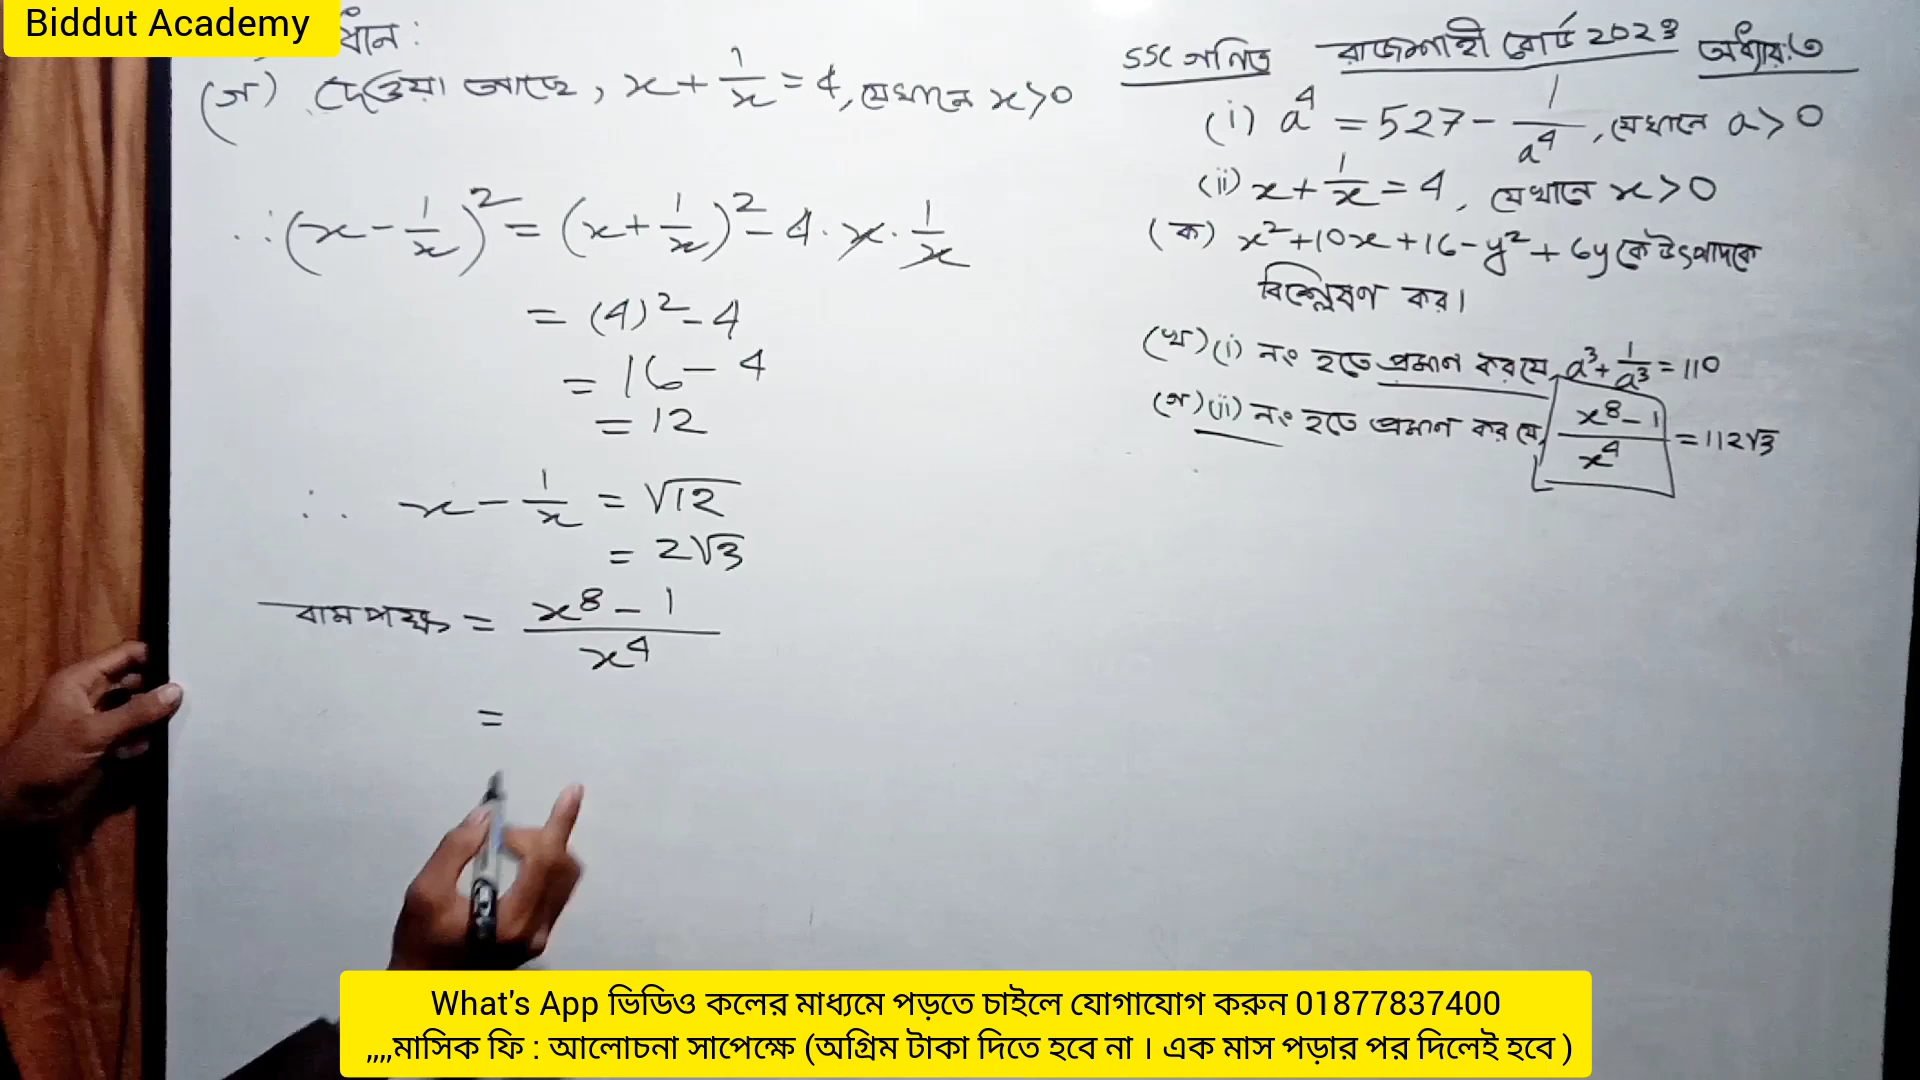 Biddut Academy
ধান :
(গ) দেওয়া আছে, x + 1/x = 4, যেখানে x > 0
∴ (x - 1/x)² = (x + 1/x)² - 4 · x · 1/x
= (4)² - 4
= 16 - 4
= 12
∴ x - 1/x = √12
= 2√3
বামপক্ষ = (x⁸ - 1)/x⁴
=
SSC গনিত রাজশাহী বোর্ড 2023 অধ্যায়: ৩
(i) a⁴ = 527 - 1/a⁴, যেখানে a > 0
(ii) x + 1/x = 4, যেখানে x > 0
(ক) x² + 10x + 16 - y² + 6y কে উৎপাদকে
বিশ্লেষণ কর।
(খ) (i) নং হতে প্রমান কর যে, a³ + 1/a³ = 110
(গ) (ii) নং হতে প্রমান কর যে, (x⁸ - 1)/x⁴ = 112√3
What's App ভিডিও কলের মাধ্যমে পড়তে চাইলে যোগাযোগ করুন 01877837400
,,,,মাসিক ফি : আলোচনা সাপেক্ষে (অগ্রিম টাকা দিতে হবে না । এক মাস পড়ার পর দিলেই হবে )